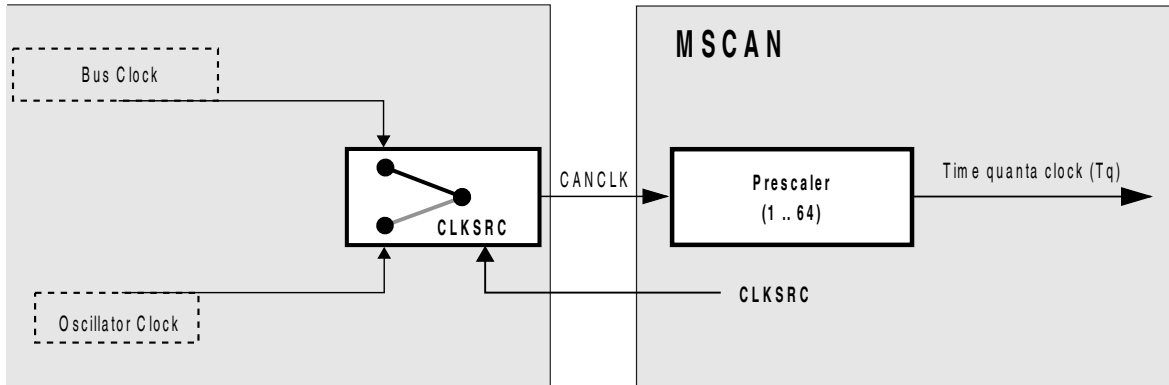 MSCAN
Bus Clock
CANCLK
Time quanta clock (Tq)
Prescaler
(1 .. 64)
CLKSRC
CLKSRC
Oscillator Clock